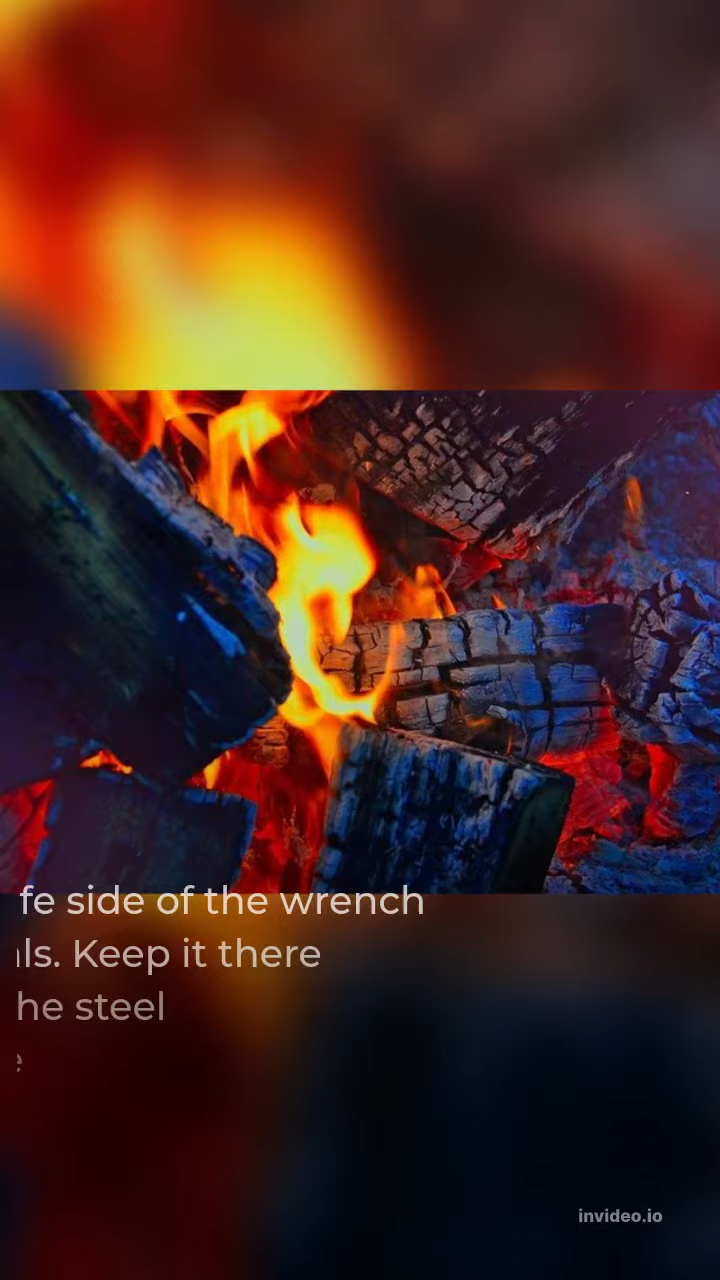 fe side of the wrench
ls. Keep it there
he steel
e
invideo.io